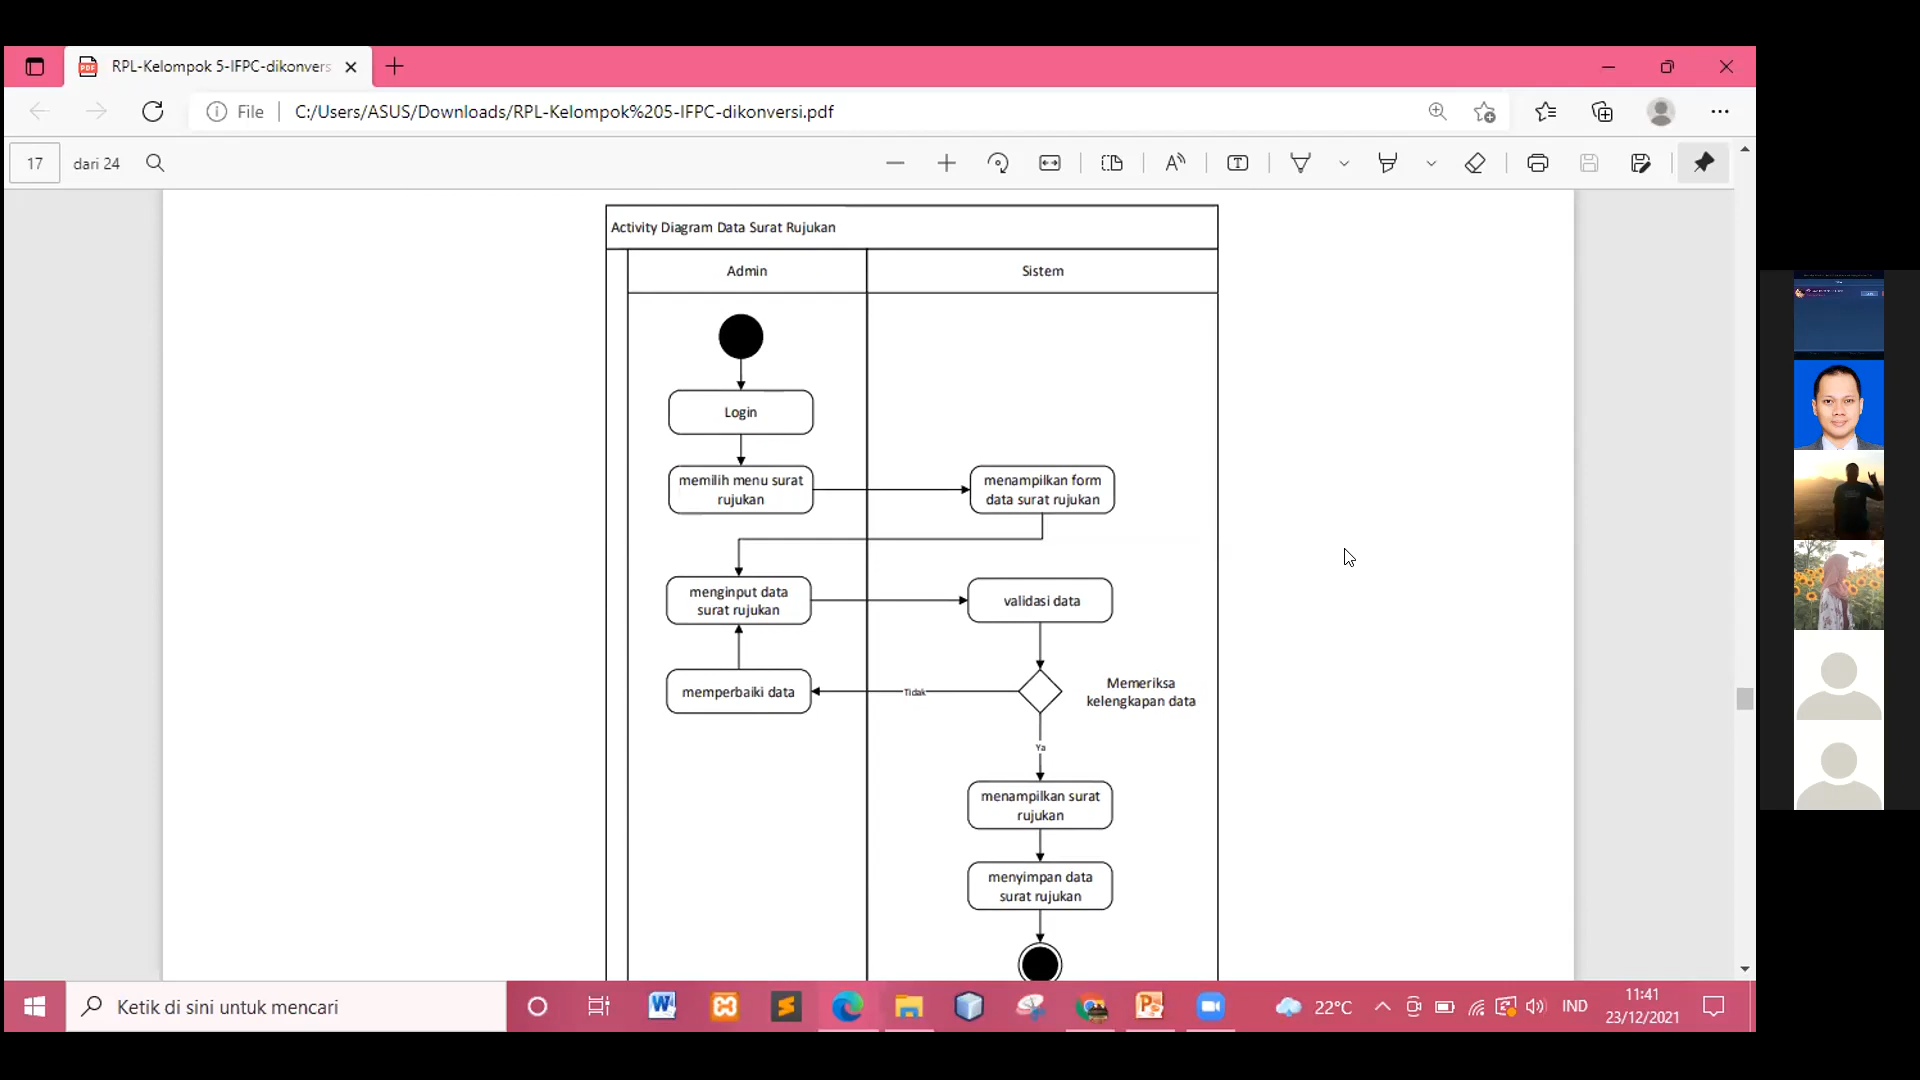 RPL-Kelompok 5-IFPC-dikonvers
File
C:/Users/ASUS/Downloads/RPL-Kelompok%205-IFPC-dikonversi.pdf
17
dari 24
Activity Diagram Data Surat Rujukan
Admin
Sistem
Login
memilih menu surat
rujukan
menampilkan form
data surat rujukan
menginput data
surat rujukan
validasi data
memperbaiki data
Tidak
Memeriksa
kelengkapan data
Ya
menampilkan surat
rujukan
menyimpan data
surat rujukan
Ketik di sini untuk mencari
22°C
IND
11:41
23/12/2021